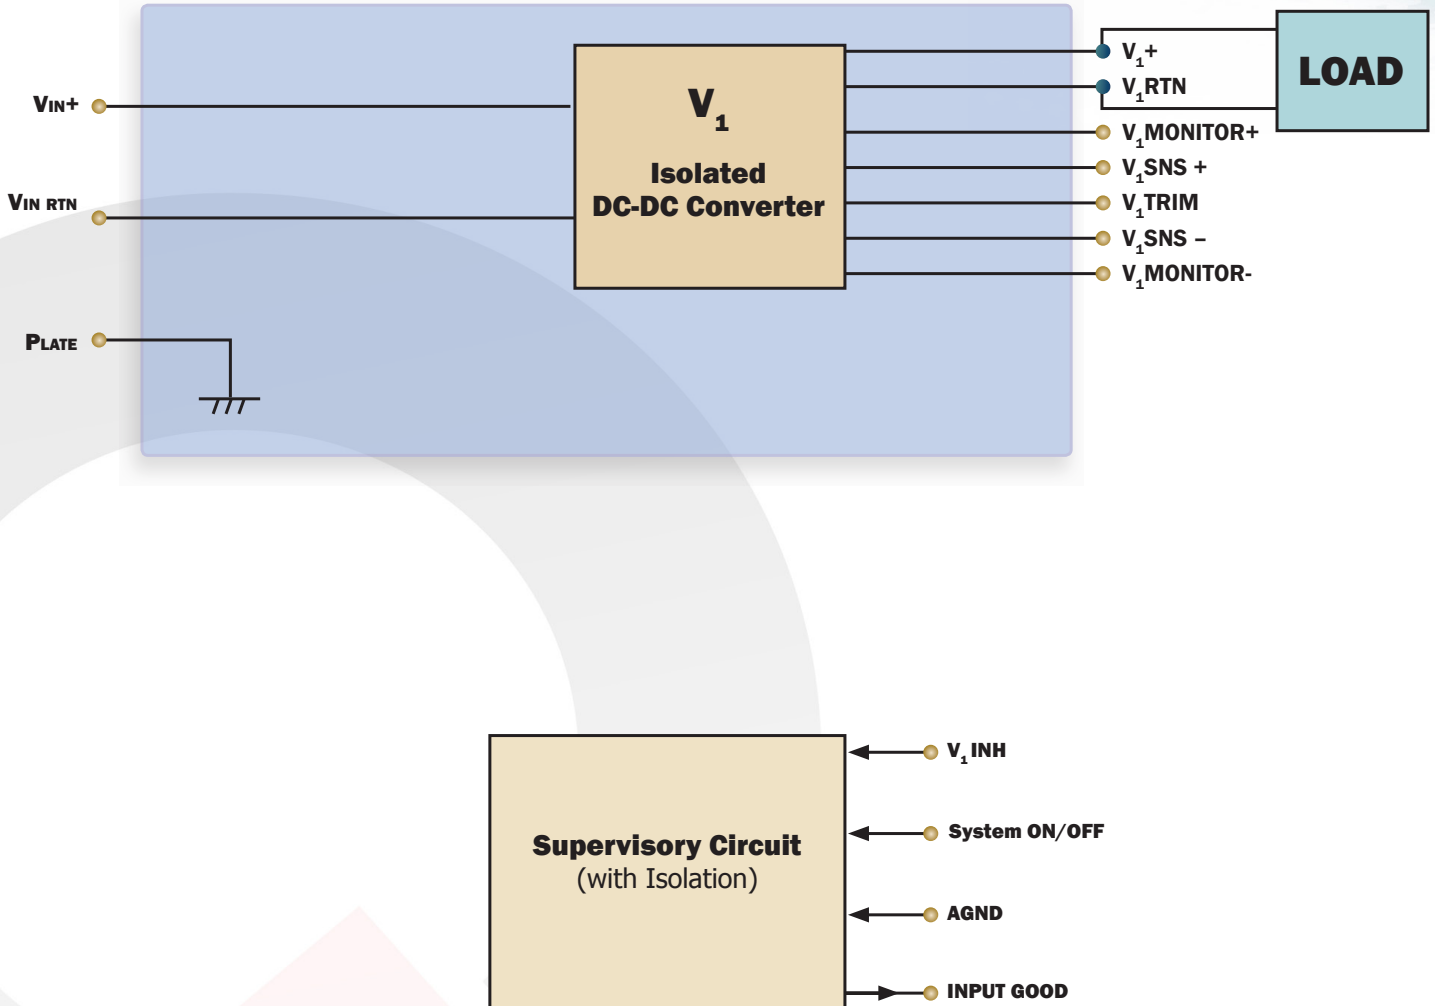 VIN+
VIN RTN
PLATE
V1
Isolated
DC-DC Converter
V1+
V1RTN
V1MONITOR+
V1SNS +
V1TRIM
V1SNS –
V1MONITOR-
LOAD
Supervisory Circuit
(with Isolation)
V1 INH
System ON/OFF
AGND
INPUT GOOD